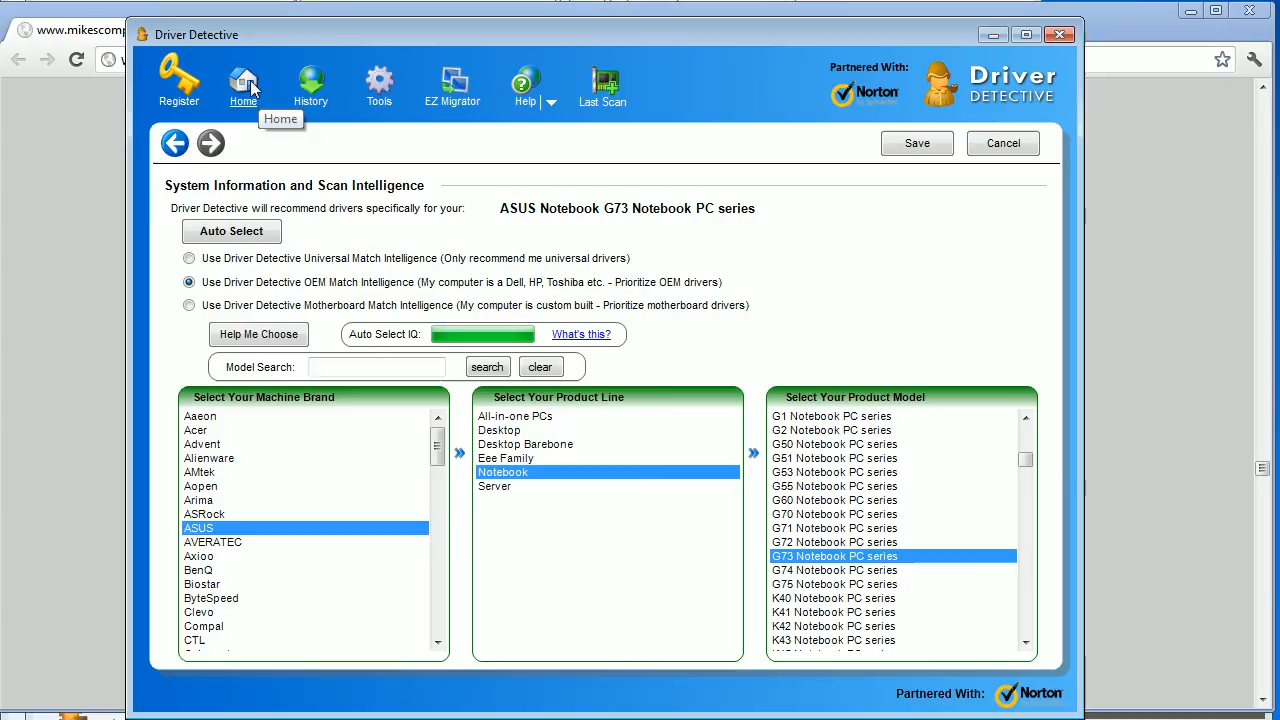 Driver Detective
www.mikescomp
Register
Home
History
Tools
EZ Migrator
Help
Last Scan
Partnered With:
Norton
by Symantec
Driver
DETECTIVE
Home
Save
Cancel
System Information and Scan Intelligence
Driver Detective will recommend drivers specifically for your:
ASUS Notebook G73 Notebook PC series
Auto Select
Use Driver Detective Universal Match Intelligence (Only recommend me universal drivers)
Use Driver Detective OEM Match Intelligence (My computer is a Dell, HP, Toshiba etc. - Prioritize OEM drivers)
Use Driver Detective Motherboard Match Intelligence (My computer is custom built - Prioritize motherboard drivers)
Help Me Choose
Auto Select IQ:
What's this?
Model Search:
search
clear
Select Your Machine Brand
Aaeon
Acer
Advent
Alienware
AMtek
Aopen
Arima
ASRock
ASUS
AVERATEC
Axioo
BenQ
Biostar
ByteSpeed
Clevo
Compal
CTL
Select Your Product Line
All-in-one PCs
Desktop
Desktop Barebone
Eee Family
Notebook
Server
Select Your Product Model
G1 Notebook PC series
G2 Notebook PC series
G50 Notebook PC series
G51 Notebook PC series
G53 Notebook PC series
G55 Notebook PC series
G60 Notebook PC series
G70 Notebook PC series
G71 Notebook PC series
G72 Notebook PC series
G73 Notebook PC series
G74 Notebook PC series
G75 Notebook PC series
K40 Notebook PC series
K41 Notebook PC series
K42 Notebook PC series
K43 Notebook PC series
Partnered With:
Norton